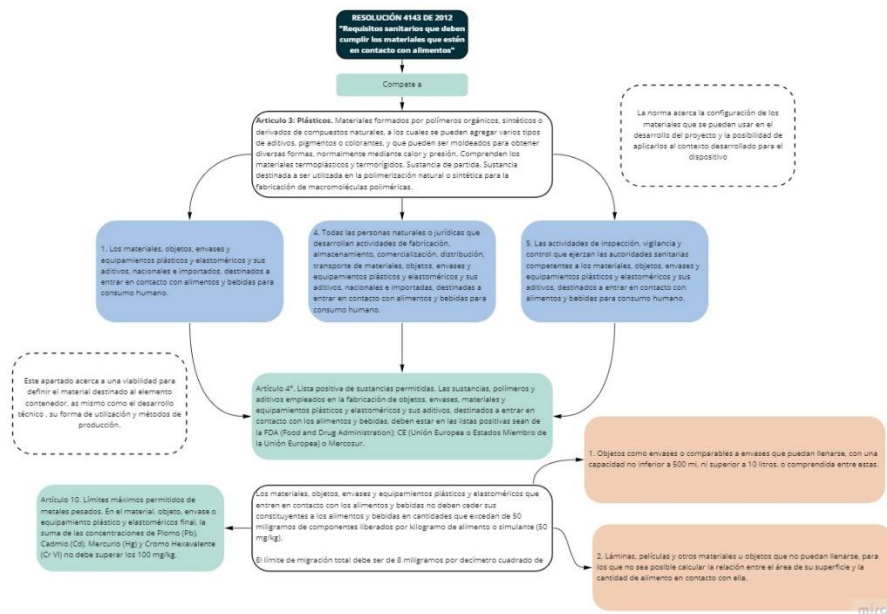 RESOLUCIÓN 4143 DE 2012
"Requisitos sanitarios que deben
cumplir los materiales que estén
en contacto con alimentos"
Compete a
Articulo 3: Plásticos. Materiales formados por polímeros orgánicos, sintéticos o
derivados de compuestos naturales, a los cuales se pueden agregar varios tipos
de aditivos, pigmentos o colorantes, y que pueden ser moldeados para obtener
diversas formas, normalmente mediante calor y presión. Comprenden los
materiales termoplásticos y termorígidos. Sustancia de partida. Sustancia
destinada a ser utilizada en la polimerización natural o sintética para la
fabricación de macromoléculas poliméricas.
La norma acerca la configuración de los
materiales que se pueden usar en el
desarrollo del proyecto y la posibilidad de
aplicarlos al contexto desarrollado para el
dispositivo
1. Los materiales, objetos, envases y
equipamientos plásticos y elastoméricos y sus
aditivos, nacionales e importados, destinados a
entrar en contacto con alimentos y bebidas para
consumo humano.
4. Todas las personas naturales o jurídicas que
desarrollan actividades de fabricación,
almacenamiento, comercialización, distribución,
transporte de materiales, objetos, envases y
equipamientos plásticos y elastoméricos y sus
aditivos, nacionales e importadas, destinadas a
entrar en contacto con alimentos y bebidas para
consumo humano.
5. Las actividades de inspección, vigilancia y
control que ejerzan las autoridades sanitarias
competentes a los materiales, objetos, envases y
equipamientos plásticos y elastoméricos y sus
aditivos, destinados a entrar en contacto con
alimentos y bebidas para consumo humano.
Este apartado acerca a una viabilidad para
definir el material destinado al elemento
contenedor, as mismo como el desarrollo
técnico , su forma de utilización y métodos de
producción.
Artículo 4°. Lista positiva de sustancias permitidas. Las sustancias, polímeros y
aditivos empleados en la fabricación de objetos, envases, materiales y
equipamientos plásticos y elastoméricos y sus aditivos, destinados a entrar en
contacto con los alimentos y bebidas, deben estar en las listas positivas sean de
la FDA (Food and Drug Administration); CE (Unión Europea o Estados Miembro de
la Unión Europea) o Mercosur.
1. Objetos como envases o comparables a envases que puedan llenarse, con una
capacidad no inferior a 500 ml, ni superior a 10 litros, o comprendida entre estas.
Artículo 10. Límites máximos permitidos de
metales pesados. En el material, objeto, envase o
equipamiento plástico y elastoméricos final, la
suma de las concentraciones de Plomo (Pb),
Cadmio (Cd), Mercurio (Hg) y Cromo Hexavalente
(Cr VI) no debe superar los 100 mg/kg.
Los materiales, objetos, envases y equipamientos plásticos y elastoméricos que
entren en contacto con los alimentos y bebidas no deben ceder sus
constituyentes a los alimentos y bebidas en cantidades que excedan de 50
miligramos de componentes liberados por kilogramo de alimento o simulante (50
mg/kg).
El límite de migración total debe ser de 8 miligramos por decímetro cuadrado de
2. Láminas, películas y otros materiales u objetos que no puedan llenarse, para
los que no sea posible calcular la relación entre el área de su superficie y la
cantidad de alimento en contacto con ella.
miro